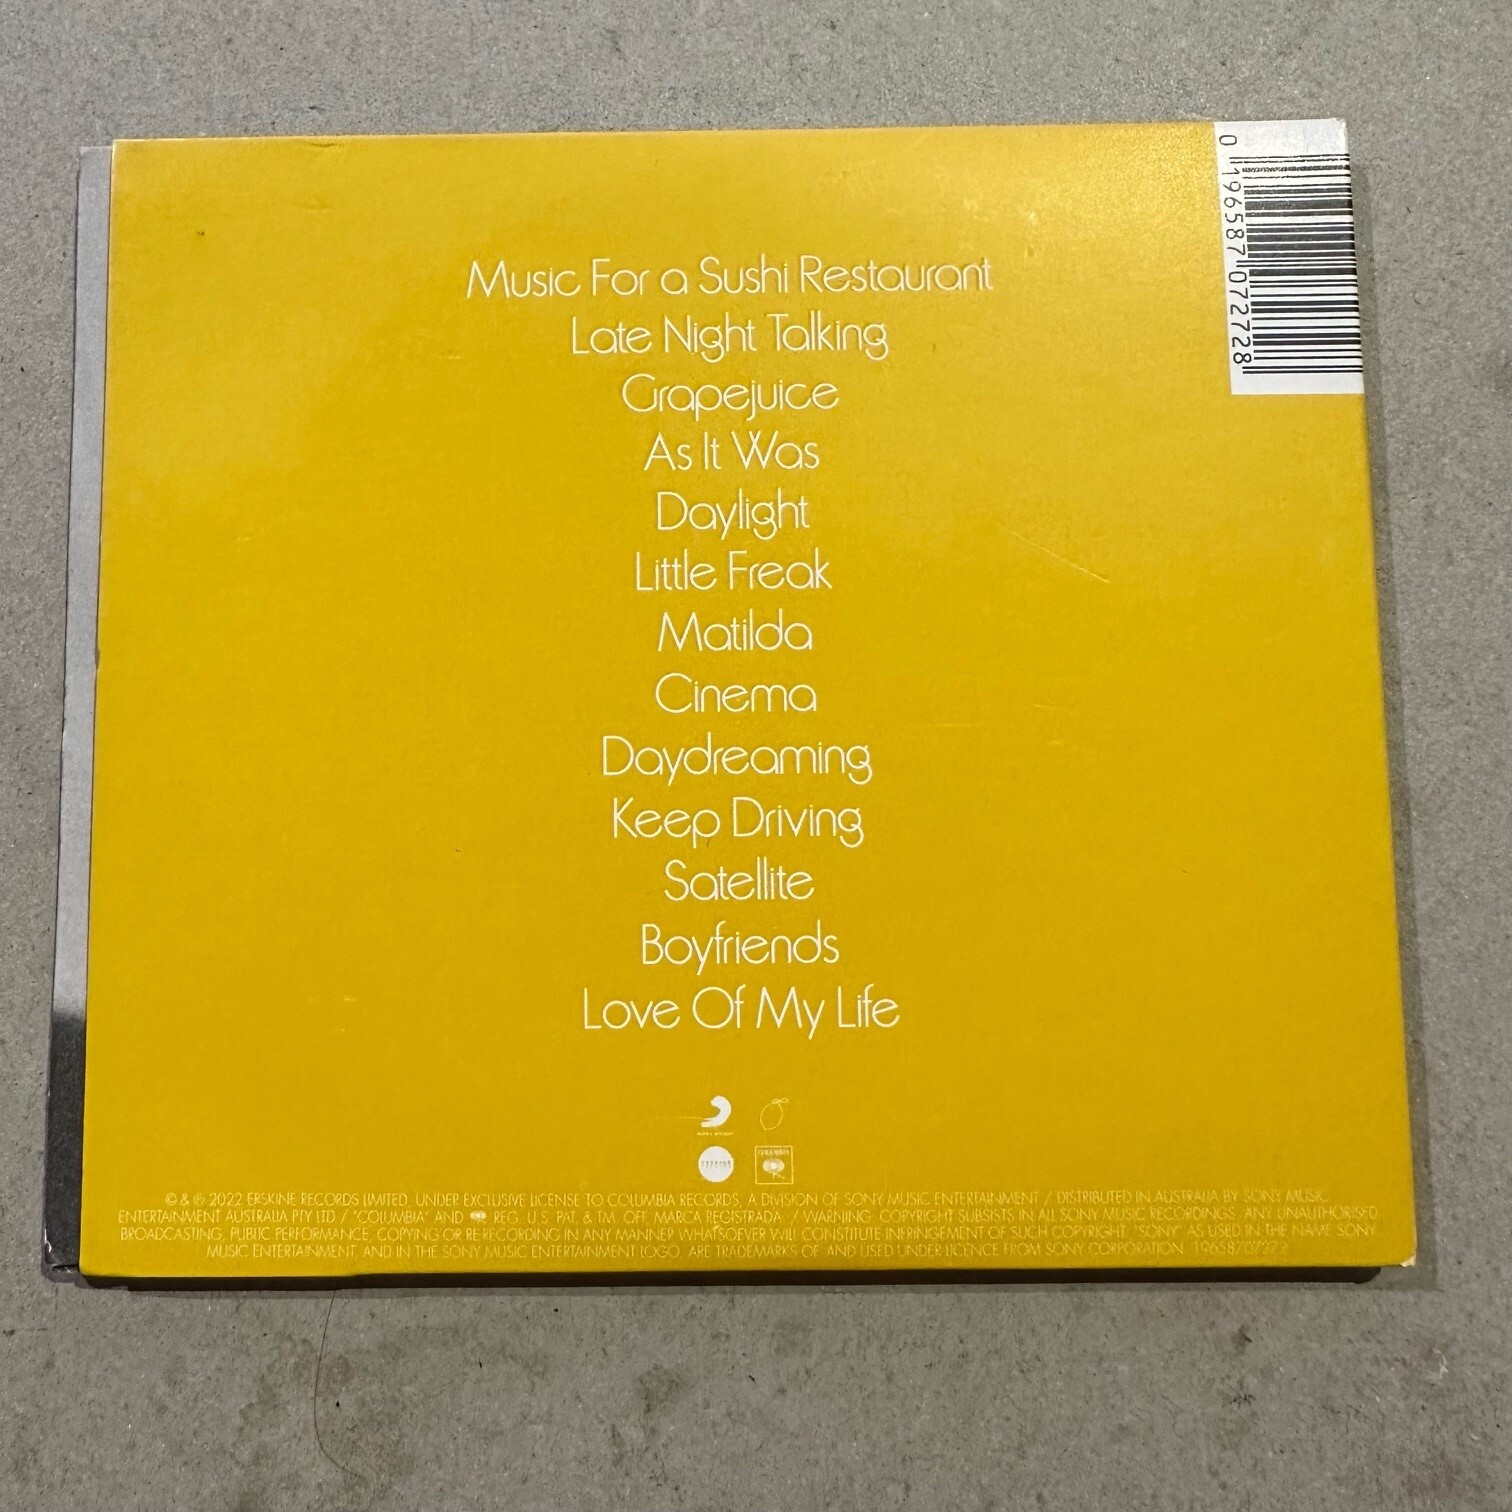 0 196587 072728
Music For a Sushi Restaurant
Late Night Talking
Grapejuice
As It Was
Daylight
Little Freak
Matilda
Cinema
Daydreaming
Keep Driving
Satellite
Boyfriends
Love Of My Life
© & ℗ 2022 ERSKINE RECORDS LIMITED, UNDER EXCLUSIVE LICENSE TO COLUMBIA RECORDS, A DIVISION OF SONY MUSIC ENTERTAINMENT / DISTRIBUTED IN AUSTRALIA BY SONY MUSIC
ENTERTAINMENT AUSTRALIA PTY LTD / "COLUMBIA" AND REG. U.S. PAT. & TM. OFF. MARCA REGISTRADA. / WARNING: COPYRIGHT SUBSISTS IN ALL SONY MUSIC RECORDINGS. ANY UNAUTHORISED
BROADCASTING, PUBLIC PERFORMANCE, COPYING OR RE-RECORDING IN ANY MANNER WHATSOEVER WILL CONSTITUTE INFRINGEMENT OF SUCH COPYRIGHT. "SONY" AS USED IN THE NAME SONY
MUSIC ENTERTAINMENT, AND IN THE SONY MUSIC ENTERTAINMENT LOGO, ARE TRADEMARKS OF AND USED UNDER LICENCE FROM SONY CORPORATION. 19658707272